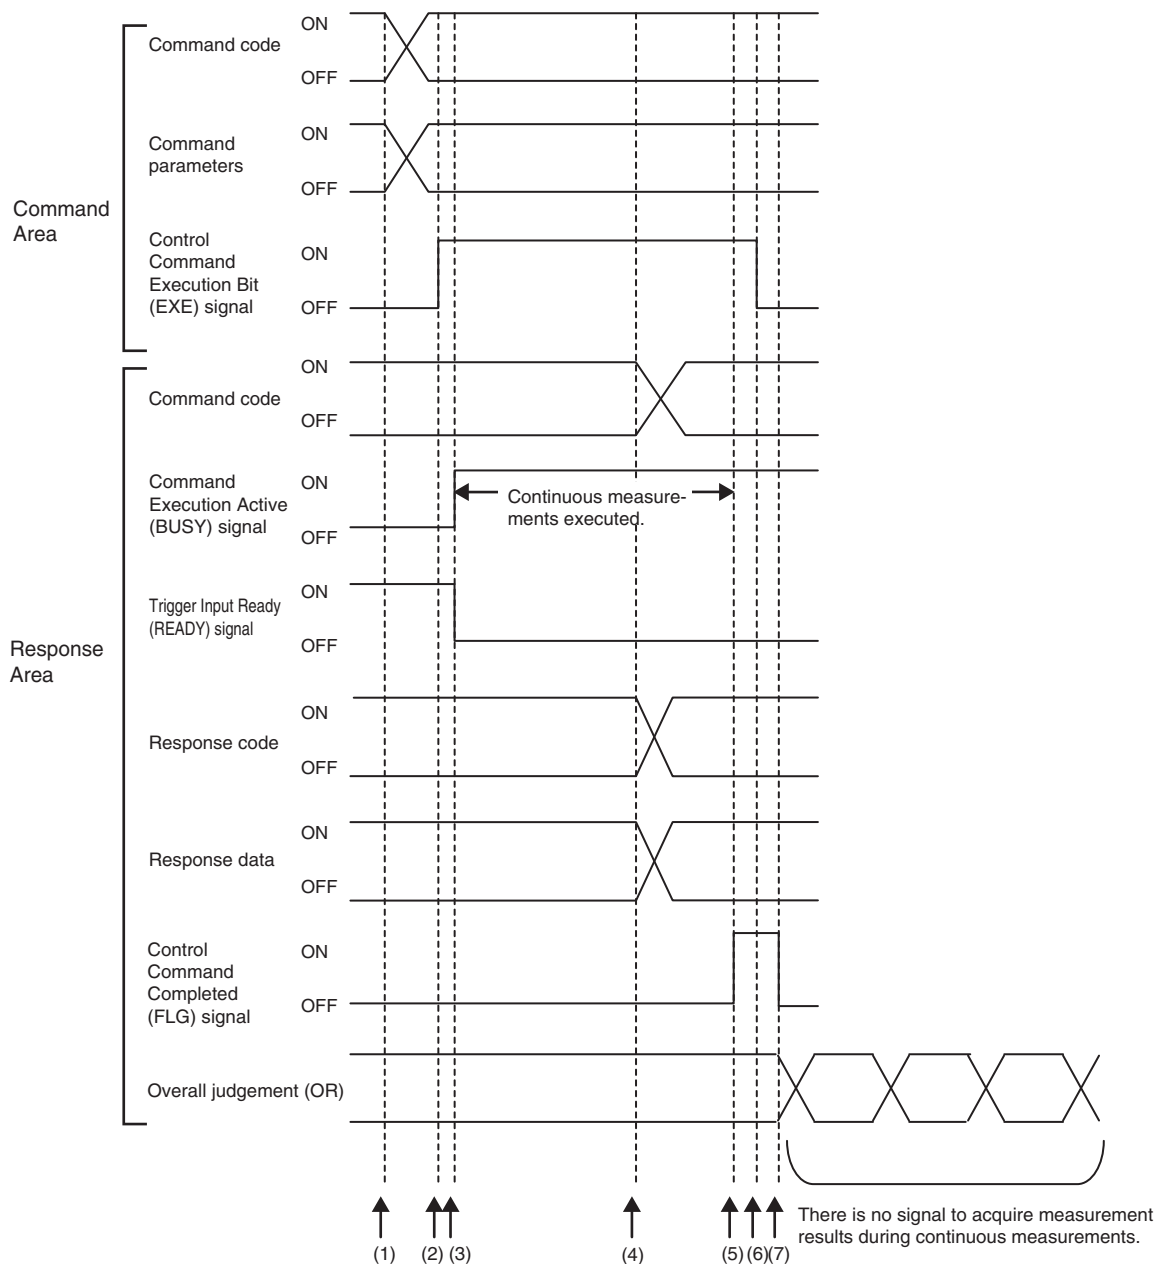 Command
Area
Command code
ON
OFF
Command
parameters
ON
OFF
Control
Command
Execution Bit
(EXE) signal
ON
OFF
Response
Area
Command code
ON
OFF
Command
Execution Active
(BUSY) signal
ON
OFF
Continuous measure-
ments executed.
Trigger Input Ready
(READY) signal
ON
OFF
Response code
ON
OFF
Response data
ON
OFF
Control
Command
Completed
(FLG) signal
ON
OFF
Overall judgement (OR)
(1)
(2)
(3)
(4)
(5)
(6)
(7)
There is no signal to acquire measurement
results during continuous measurements.